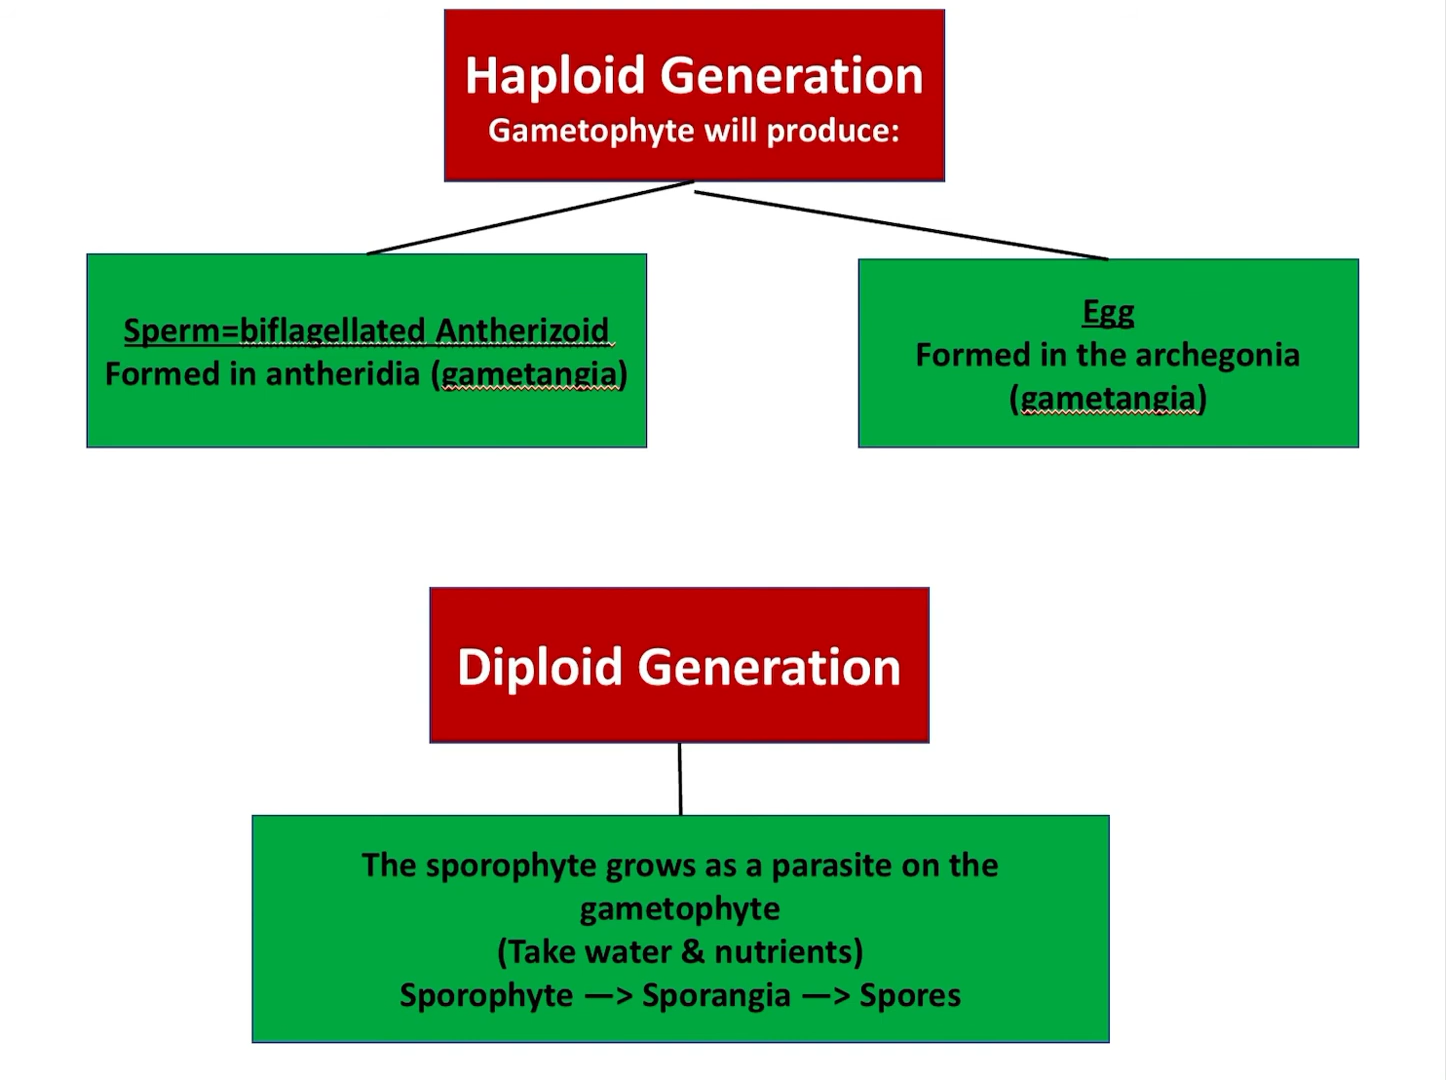 Haploid Generation
Gametophyte will produce:
Sperm=biflagellated Antherizoid
Formed in antheridia (gametangia)
Egg
Formed in the archegonia
(gametangia)
Diploid Generation
The sporophyte grows as a parasite on the
gametophyte
(Take water & nutrients)
Sporophyte —> Sporangia —> Spores